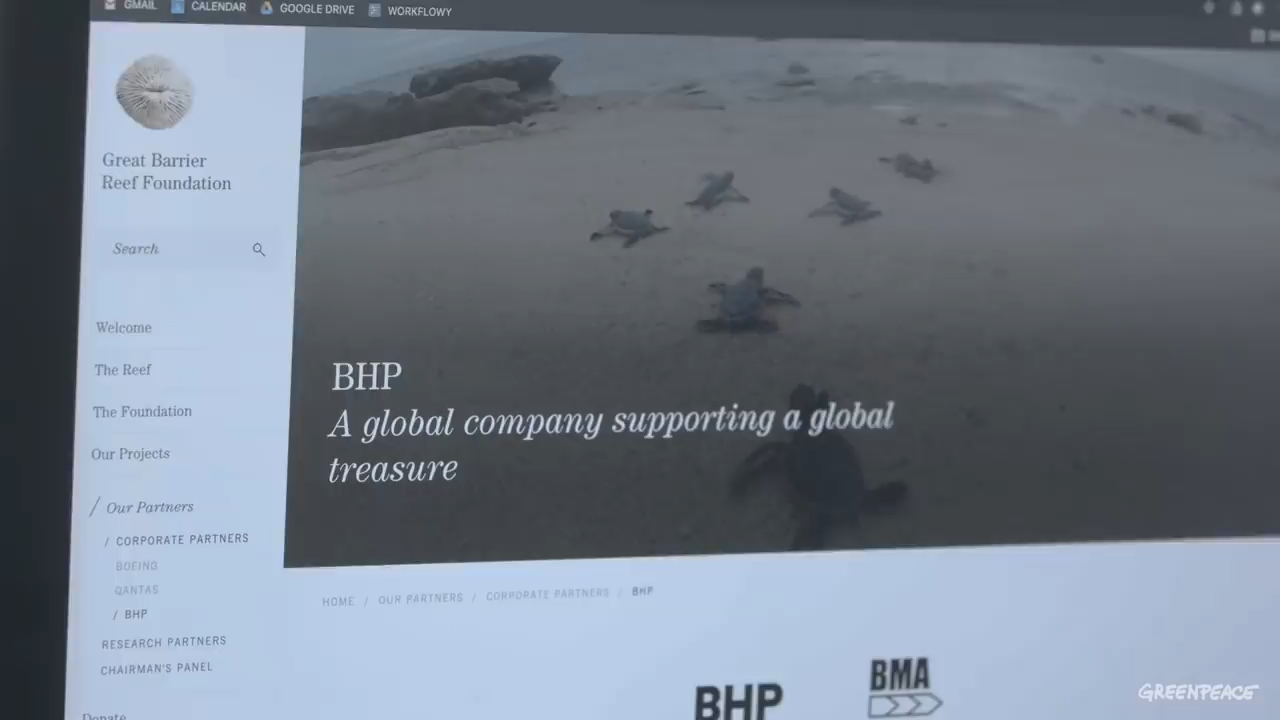 GMAIL
CALENDAR
GOOGLE DRIVE
WORKFLOWY
Great Barrier
Reef Foundation
Search
Welcome
The Reef
The Foundation
Our Projects
/ Our Partners
/ CORPORATE PARTNERS
BOEING
QANTAS
/ BHP
RESEARCH PARTNERS
CHAIRMAN'S PANEL
Donate
BHP
A global company supporting a global
treasure
HOME / OUR PARTNERS / CORPORATE PARTNERS / BHP
BHP
BMA
GREENPEACE